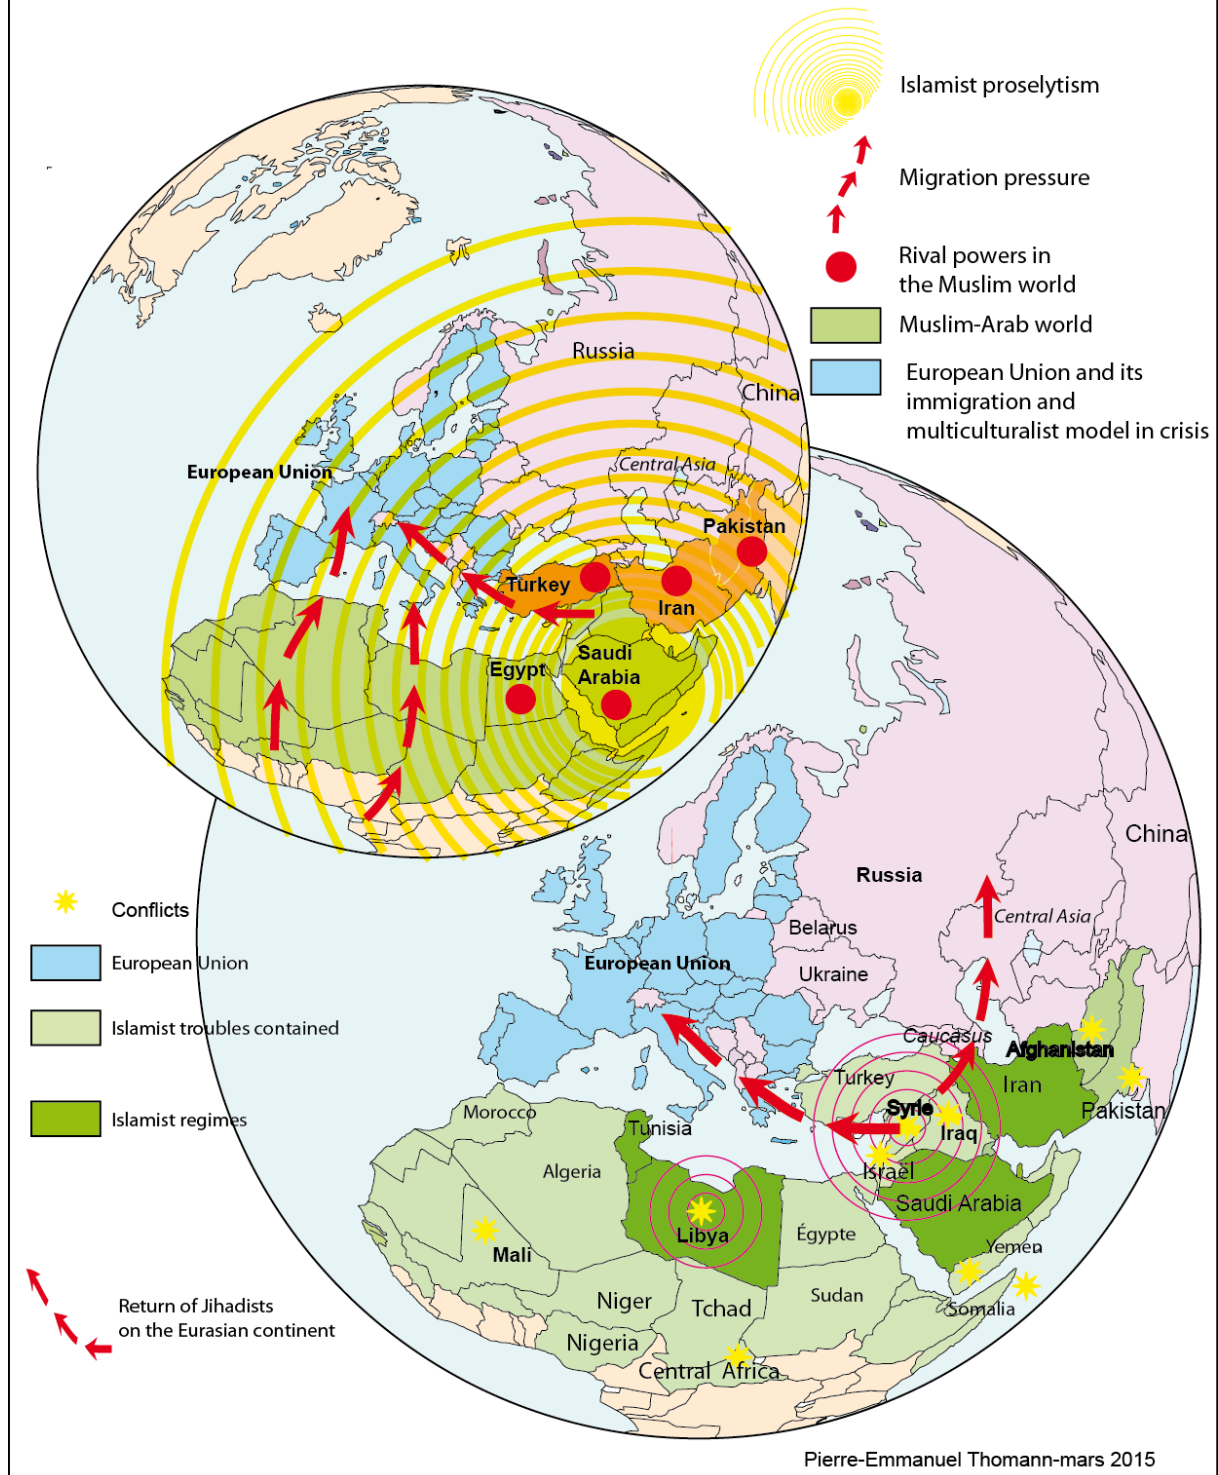 Islamist proselytism
Migration pressure
Rival powers in
the Muslim world
Muslim-Arab world
European Union and its
immigration and
multiculturalist model in crisis
Russia
China
European Union
Central Asia
Pakistan
Turkey
Iran
Egypt
Saudi
Arabia
Conflicts
European Union
Islamist troubles contained
Islamist regimes
Return of Jihadists
on the Eurasian continent
China
Russia
Central Asia
Belarus
European Union
Ukraine
Caucasus
Afghanistan
Turkey
Iran
Syrie
Pakistan
Morocco
Tunisia
Iraq
Algeria
Israël
Saudi Arabia
Libya
Égypte
Mali
Yemen
Niger
Tchad
Sudan
Somalia
Nigeria
Central Africa
Pierre-Emmanuel Thomann-mars 2015